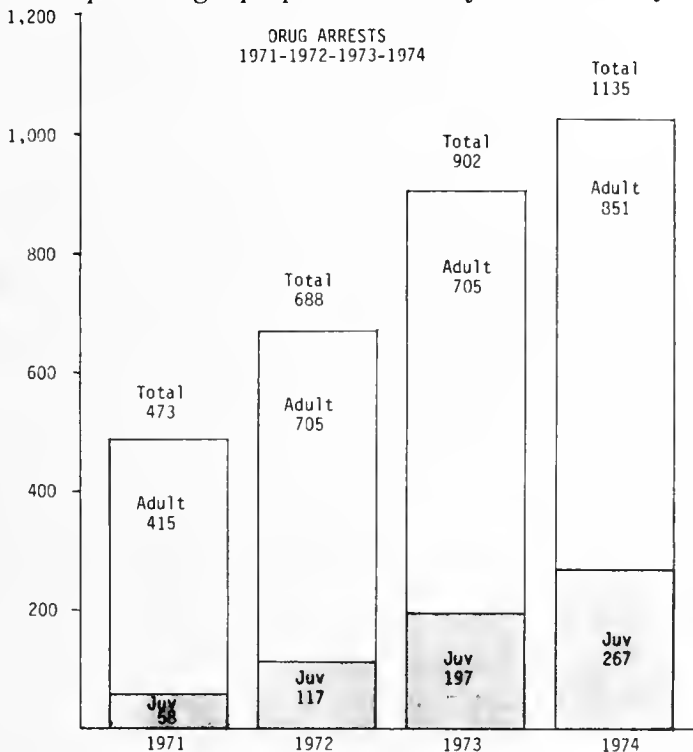 1,200
DRUG ARRESTS
1971-1972-1973-1974
Total
1135
1,000
Total
902
Adult
851
800
Total
688
Adult
705
600
Total
473
Adult
705
400
Adult
415
200
Juv
58
Juv
117
Juv
197
Juv
267
1971
1972
1973
1974